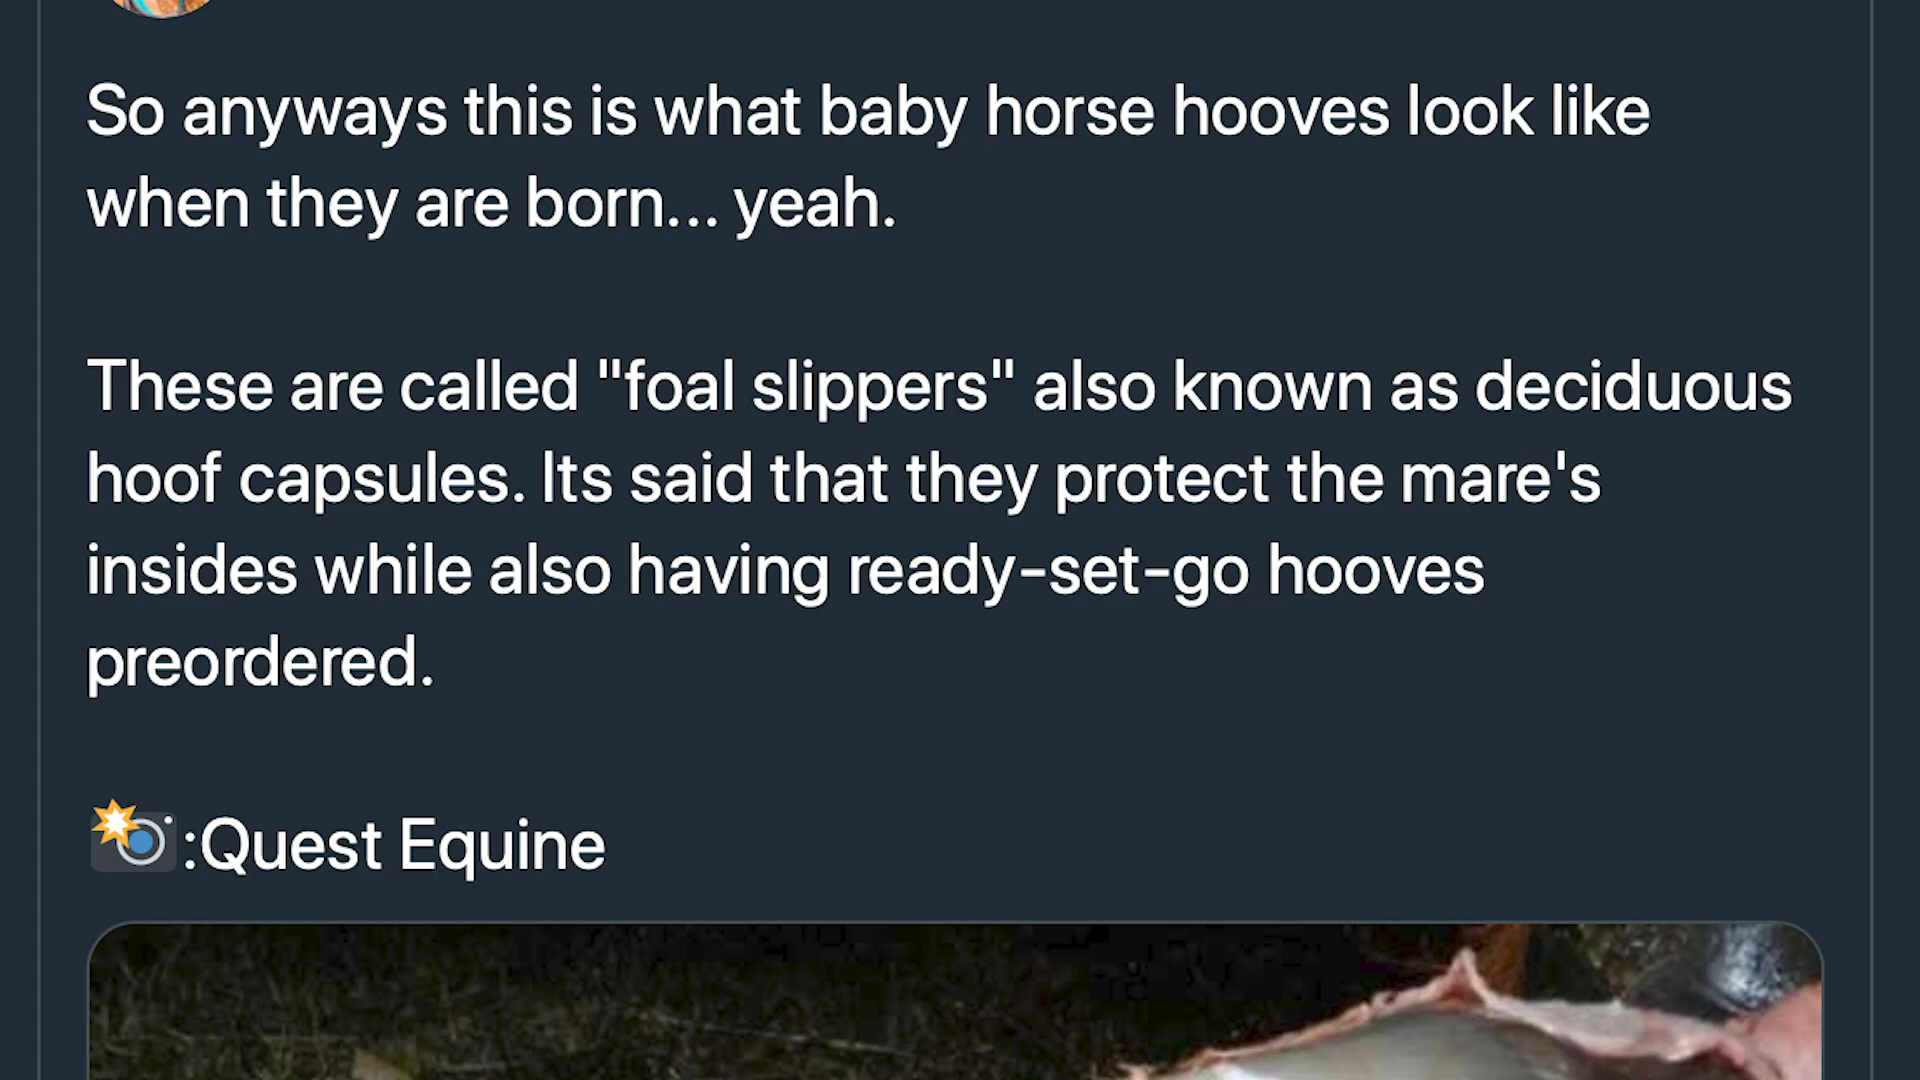 So anyways this is what baby horse hooves look like
when they are born... yeah.
These are called "foal slippers" also known as deciduous
hoof capsules. Its said that they protect the mare's
insides while also having ready-set-go hooves
preordered.
📸:Quest Equine